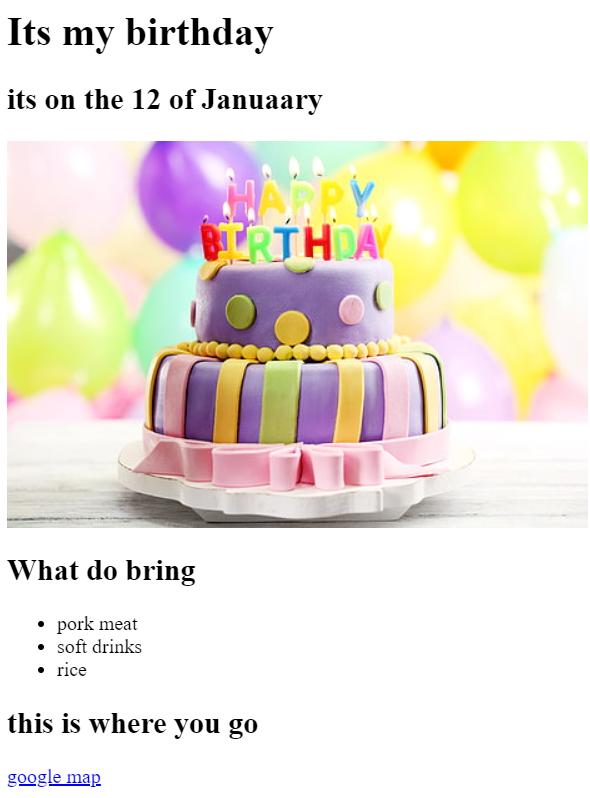 Its my birthday
its on the 12 of Januaary
HAPPY
BIRTHDAY
What do bring
pork meat
soft drinks
rice
this is where you go
google map